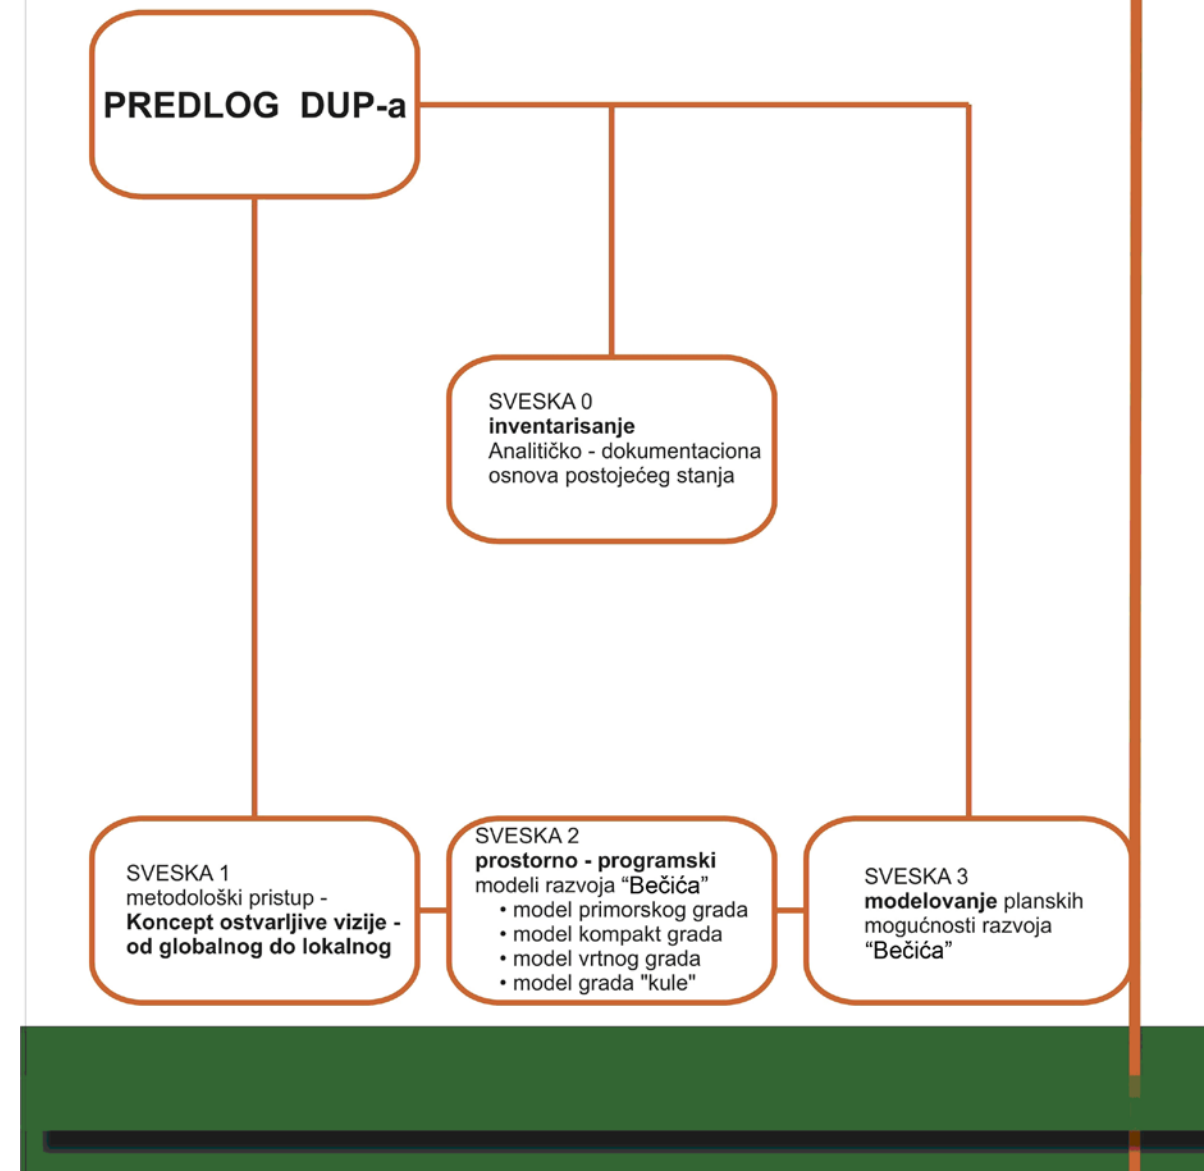 PREDLOG DUP-a
SVESKA 0
inventarisanje
Analitičko - dokumentaciona
osnova postojećeg stanja
SVESKA 1
metodološki pristup -
Koncept ostvarljive vizije -
od globalnog do lokalnog
SVESKA 2
prostorno - programski
modeli razvoja “Bečića”
• model primorskog grada
• model kompakt grada
• model vrtnog grada
• model grada "kule"
SVESKA 3
modelovanje planskih
mogućnosti razvoja
“Bečića”